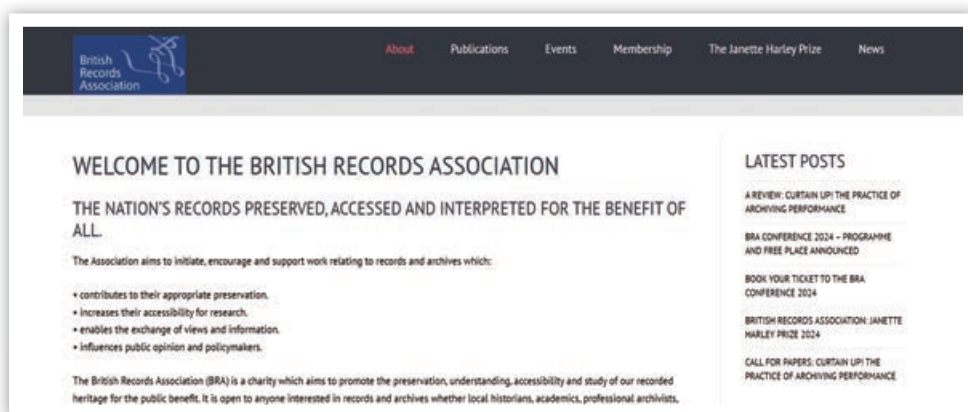 British
Records
Association
About Publications Events Membership The Janette Harley Prize News
WELCOME TO THE BRITISH RECORDS ASSOCIATION
THE NATION'S RECORDS PRESERVED, ACCESSED AND INTERPRETED FOR THE BENEFIT OF
ALL.
The Association aims to initiate, encourage and support work relating to records and archives which:
• contributes to their appropriate preservation.
• increases their accessibility for research.
• enables the exchange of views and information.
• influences public opinion and policymakers.
The British Records Association (BRA) is a charity which aims to promote the preservation, understanding, accessibility and study of our recorded
heritage for the public benefit. It is open to anyone interested in records and archives whether local historians, academics, professional archivists,
LATEST POSTS
A REVIEW: CURTAIN UP! THE PRACTICE OF
ARCHIVING PERFORMANCE
BRA CONFERENCE 2024 – PROGRAMME
AND FREE PLACE ANNOUNCED
BOOK YOUR TICKET TO THE BRA
CONFERENCE 2024
BRITISH RECORDS ASSOCIATION: JANETTE
HARLEY PRIZE 2024
CALL FOR PAPERS: CURTAIN UP! THE
PRACTICE OF ARCHIVING PERFORMANCE